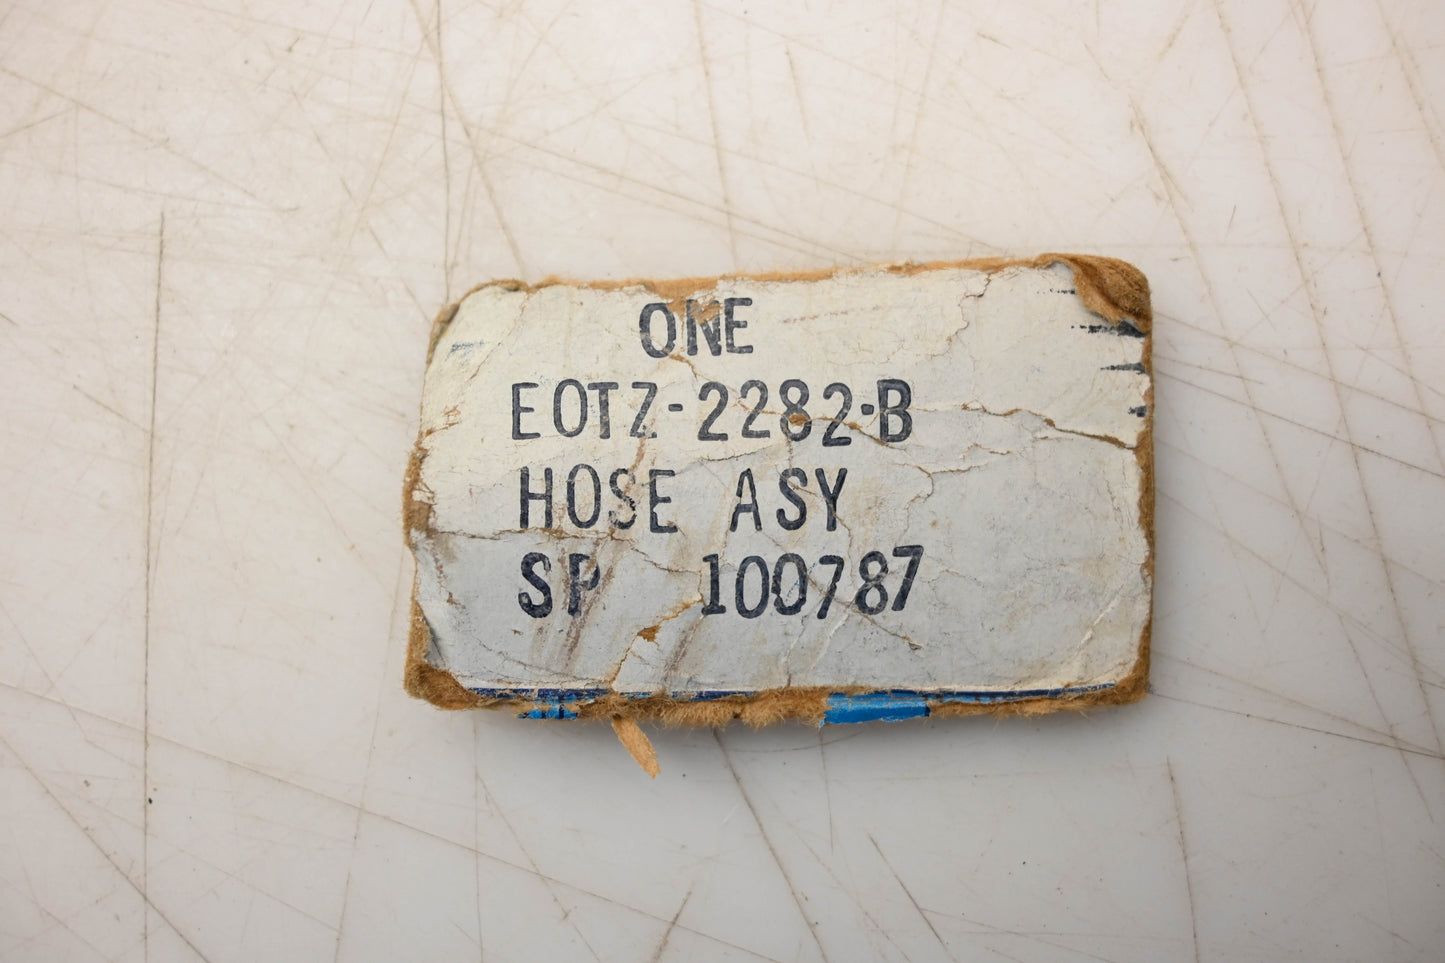 ONE
EOTZ-2282-B
HOSE ASY
SP 100787